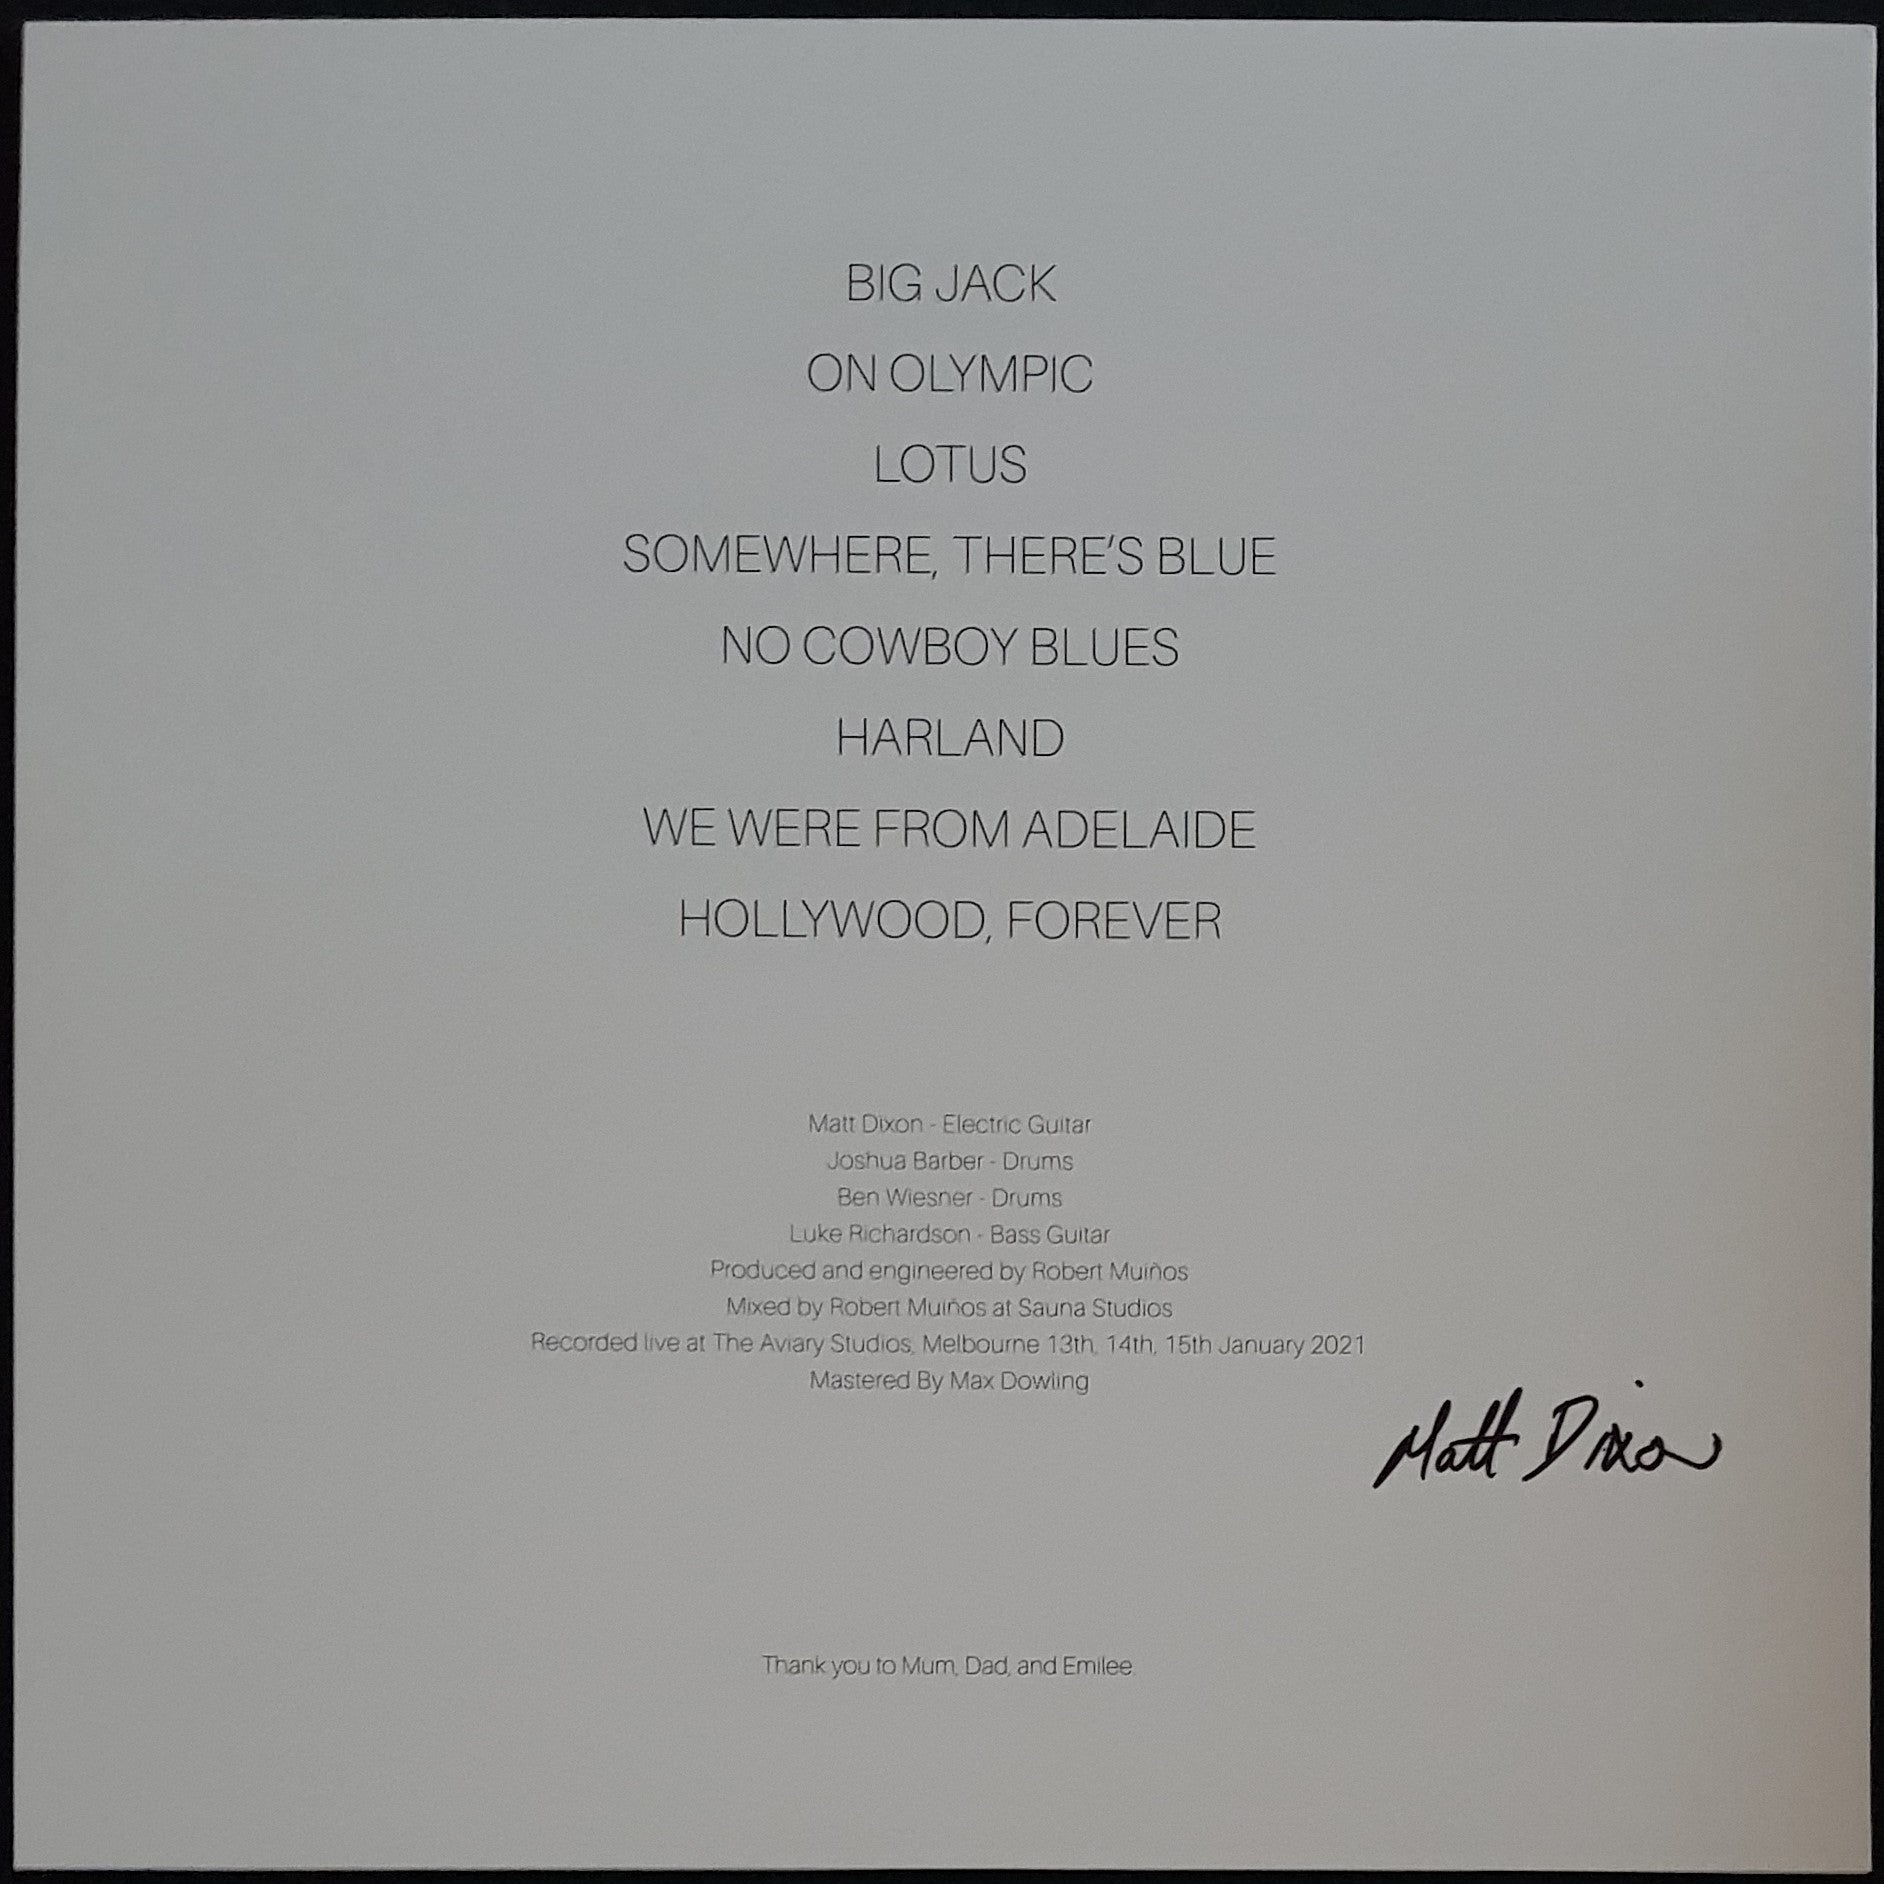 BIG JACK
ON OLYMPIC
LOTUS
SOMEWHERE, THERE'S BLUE
NO COWBOY BLUES
HARLAND
WE WERE FROM ADELAIDE
HOLLYWOOD, FOREVER
Matt Dixon - Electric Guitar
Joshua Barber - Drums
Ben Wiesner - Drums
Luke Richardson - Bass Guitar
Produced and engineered by Robert Muiños
Mixed by Robert Muiños at Sauna Studios
Recorded live at The Aviary Studios, Melbourne 13th, 14th, 15th January 2021
Mastered By Max Dowling
Matt Dixon
Thank you to Mum, Dad, and Emilee.